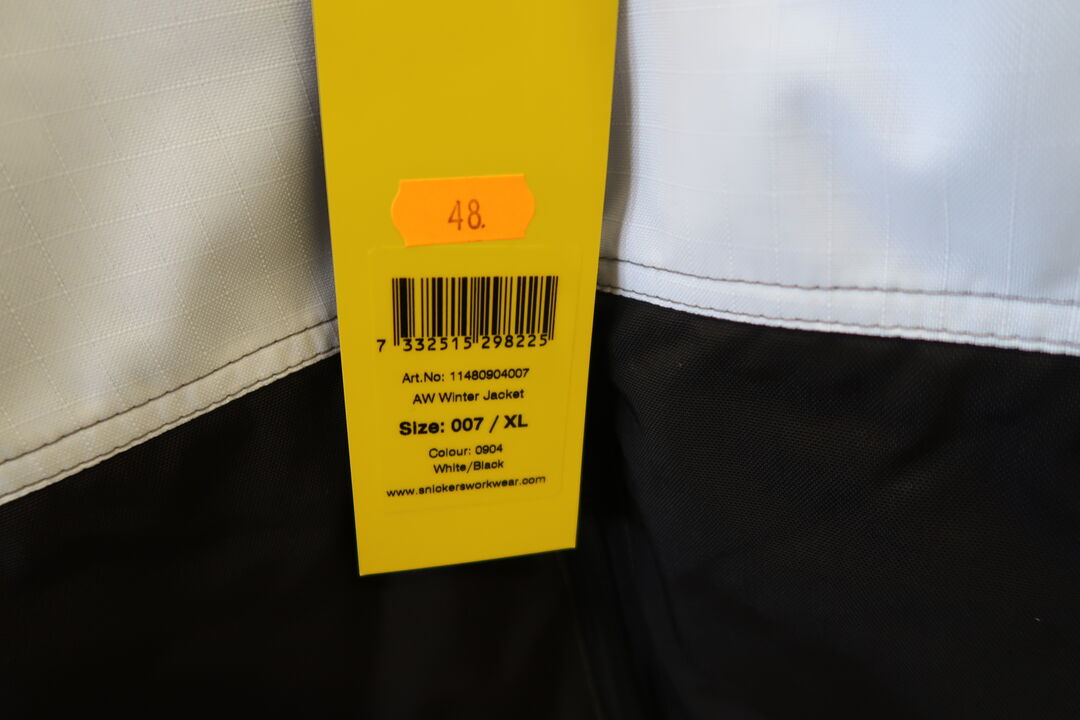 48.
7 332515 298225
Art.No: 11480904007
AW Winter Jacket
Size: 007 / XL
Colour: 0904
White/Black
www.snickersworkwear.com